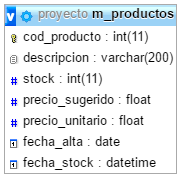 v proyecto m_productos
cod_producto : int(11)
descripcion : varchar(200)
stock : int(11)
precio_sugerido : float
precio_unitario : float
fecha_alta : date
fecha_stock : datetime